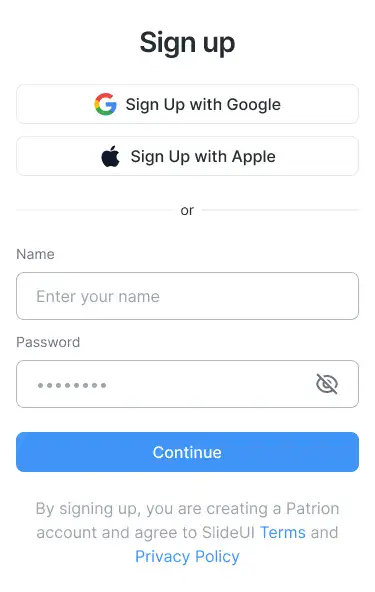 Sign up
Sign Up with Google
Sign Up with Apple
or
Name
Enter your name
Password
Continue
By signing up, you are creating a Patrion
account and agree to SlideUI Terms and
Privacy Policy